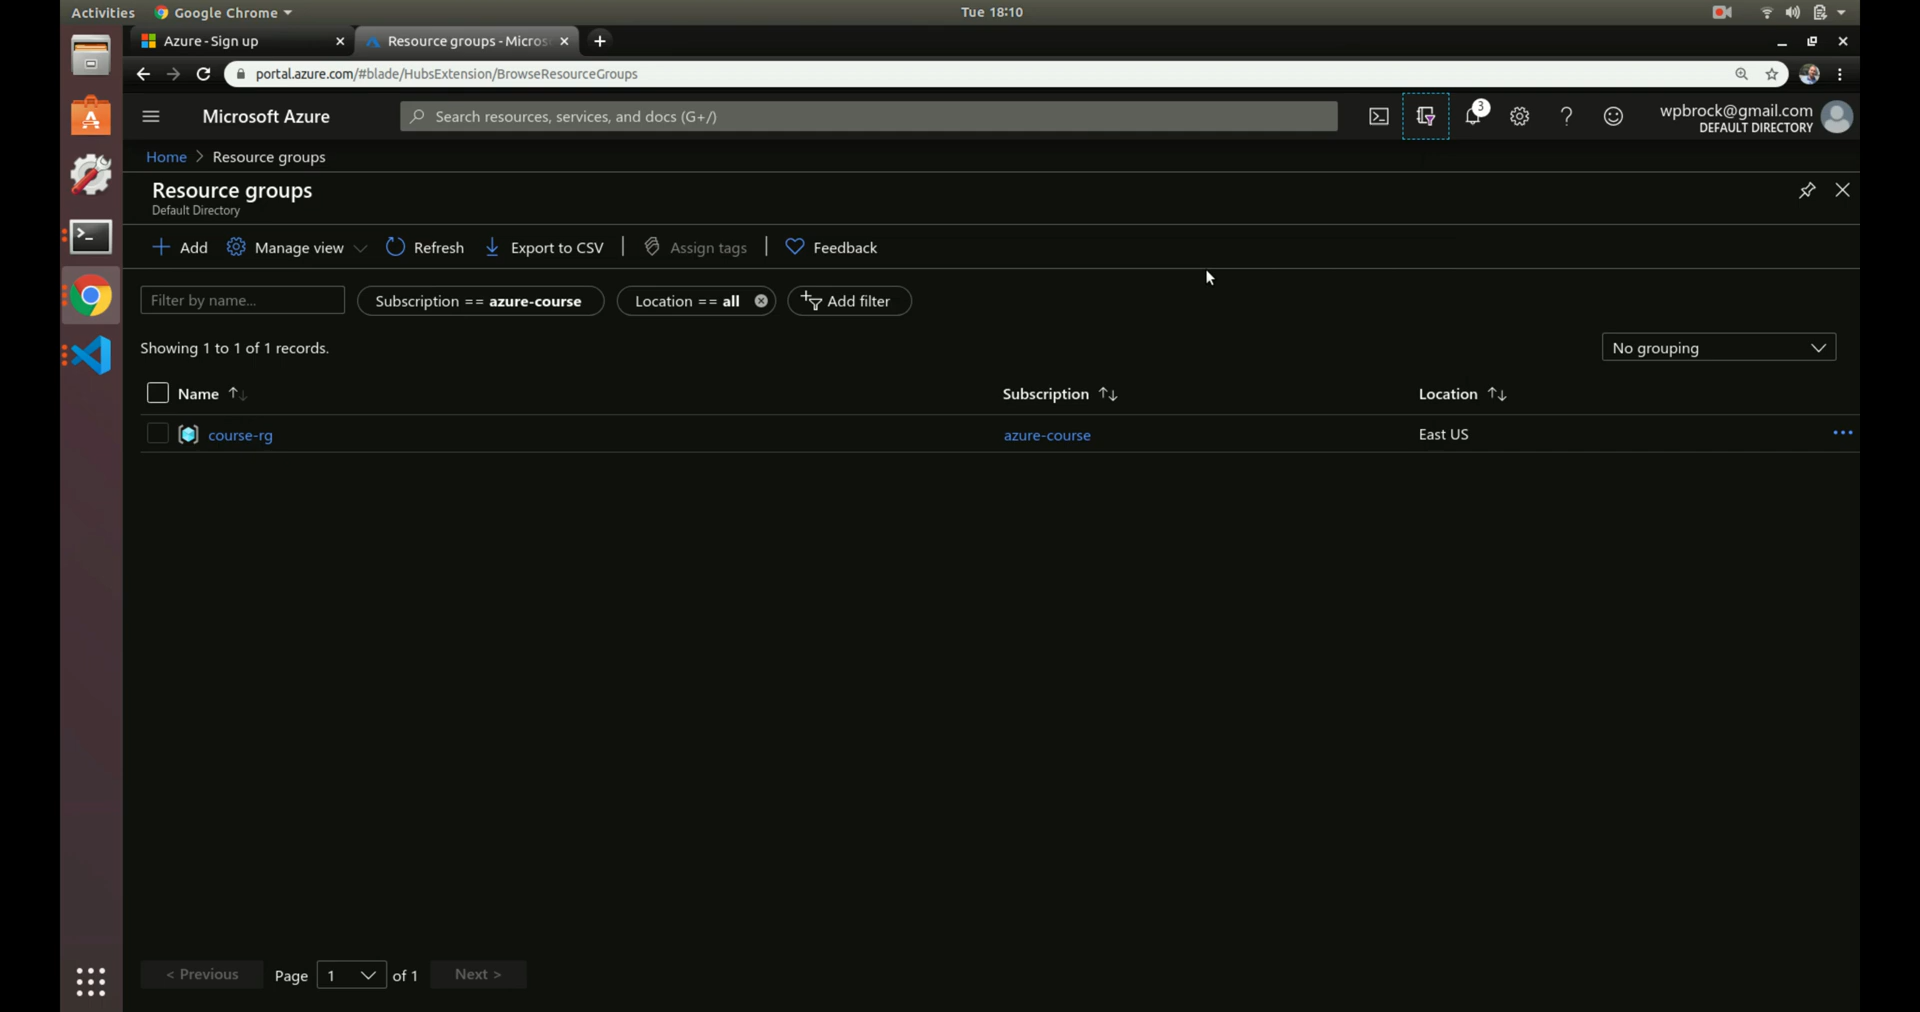 Activities Google Chrome Tue 18:10
Azure - Sign up Resource groups - Micros
portal.azure.com/#blade/HubsExtension/BrowseResourceGroups
Microsoft Azure Search resources, services, and docs (G+/) 3 wpbrock@gmail.com
DEFAULT DIRECTORY
Home > Resource groups
Resource groups
Default Directory
Add Manage view Refresh Export to CSV Assign tags Feedback
Filter by name... Subscription == azure-course Location == all Add filter
Showing 1 to 1 of 1 records. No grouping
Name Subscription Location
course-rg azure-course East US
< Previous Page 1 of 1 Next >